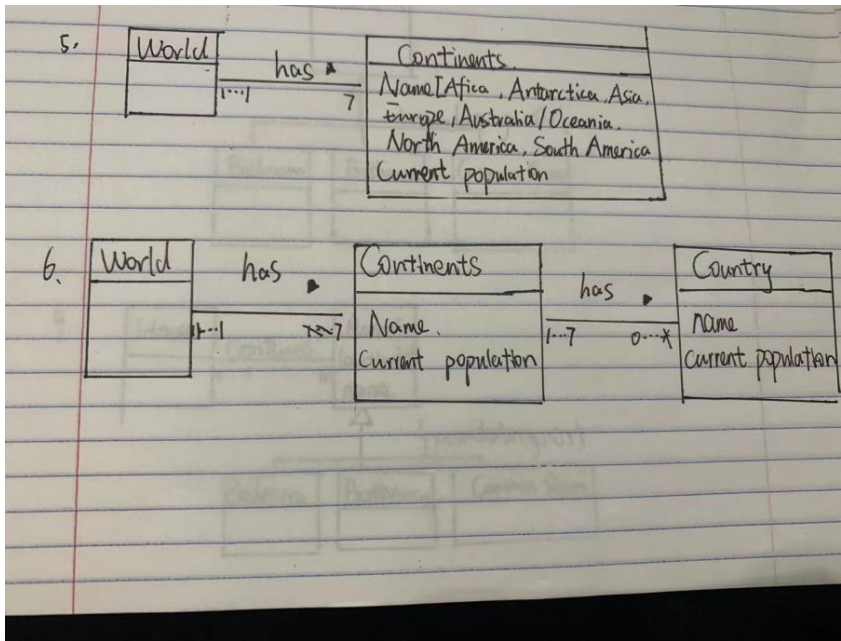 5.
World
has
1...1
7
Continents
Name[Afica, Antarctica, Asia,
Europe, Australia/Oceania.
North America, South America
Current population
6.
World
has
1...1
7
Continents
Name.
Current population
has
1...7
0...*
Country
name
Current population